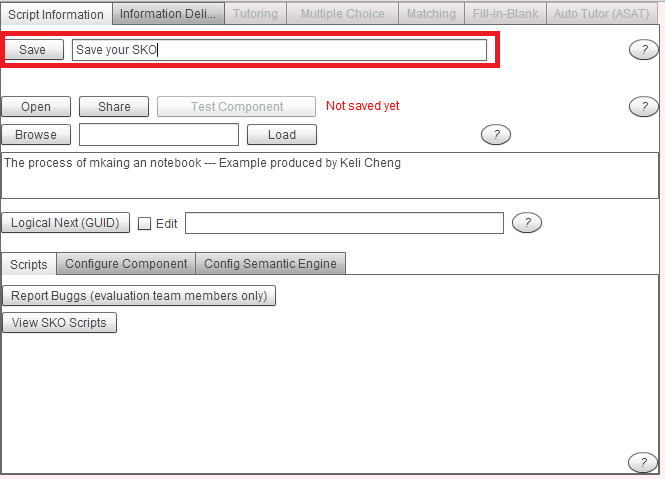 Script Information Information Deli... Tutoring Multiple Choice Matching Fill-in-Blank Auto Tutor (ASAT)
Save Save your SKO ?
Open Share Test Component Not saved yet ?
Browse Load ?
The process of mkaing an notebook --- Example produced by Keli Cheng
Logical Next (GUID) Edit ?
Scripts Configure Component Config Semantic Engine
Report Buggs (evaluation team members only)
View SKO Scripts
?